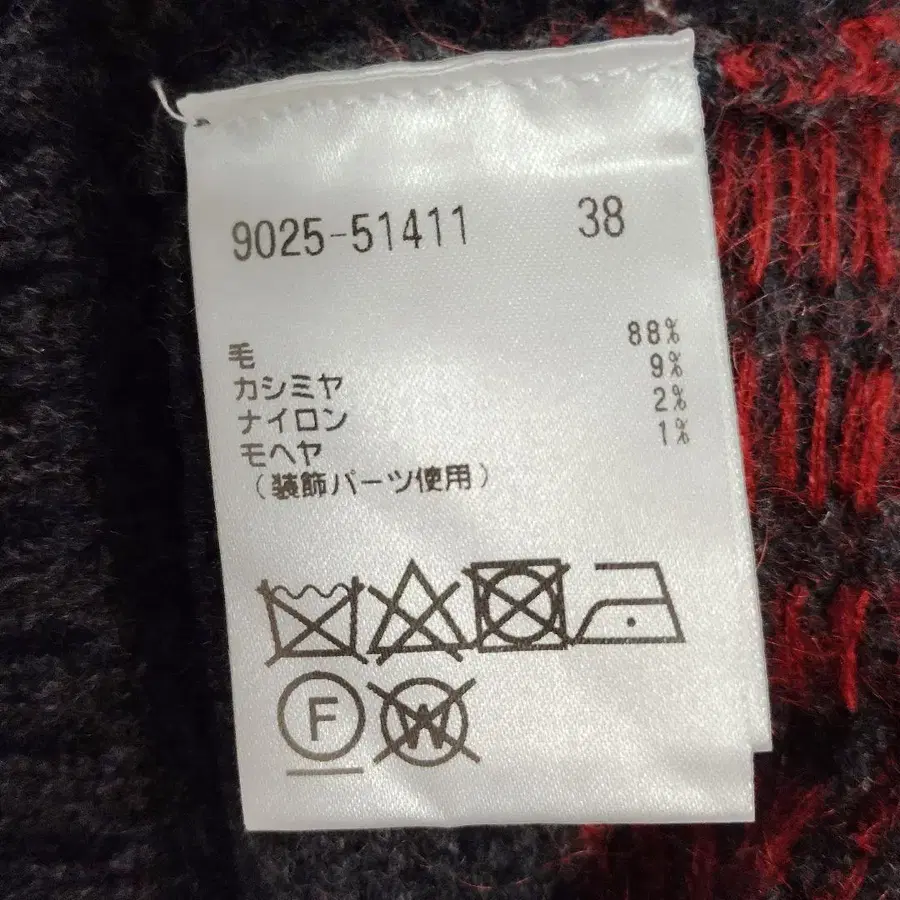 9025-51411 38
毛 88%
カシミヤ 9%
ナイロン 2%
モヘヤ 1%
(装飾パーツ使用)
F W